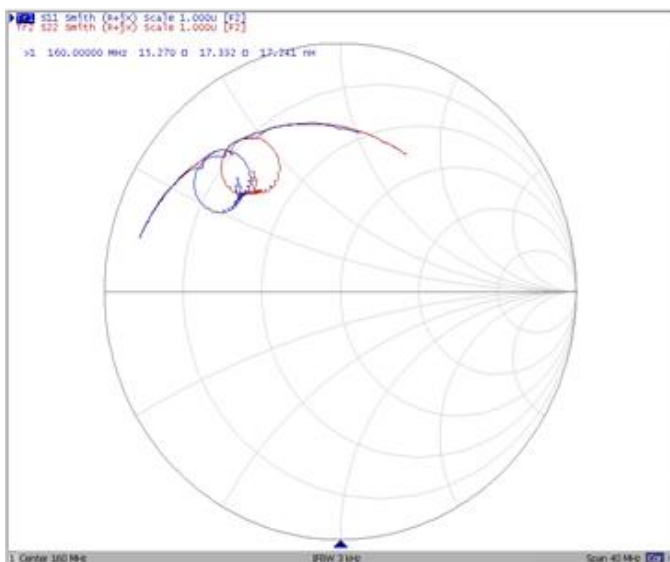 Tr1 S11 Smith (R+jX) Scale 1.000U [F2]
Tr2 S22 Smith (R+jX) Scale 1.000U [F2]
>1 160.00000 MHz 15.270 Ω 17.332 Ω 17.241 nH
1 Center 160 MHz IFBW 3 kHz Span 40 MHz Cor